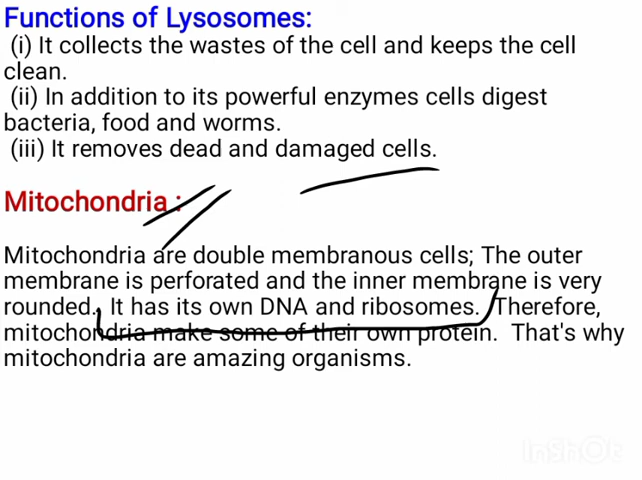 Functions of Lysosomes:
(i) It collects the wastes of the cell and keeps the cell
clean.
(ii) In addition to its powerful enzymes cells digest
bacteria, food and worms.
(iii) It removes dead and damaged cells.
Mitochondria :
Mitochondria are double membranous cells; The outer
membrane is perforated and the inner membrane is very
rounded. It has its own DNA and ribosomes. Therefore,
mitochondria make some of their own protein. That's why
mitochondria are amazing organisms.
InShOt